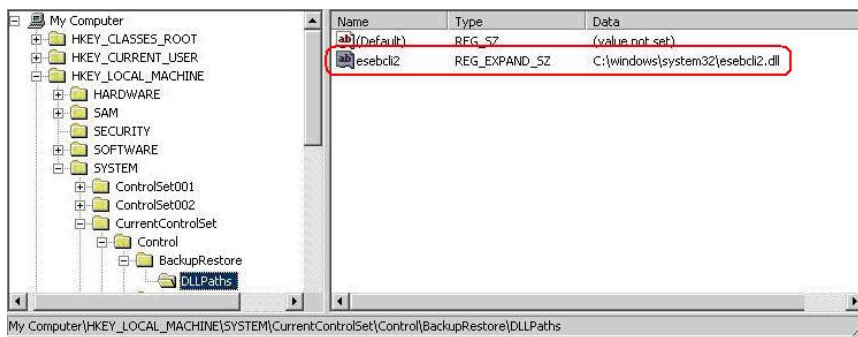 My Computer
HKEY_CLASSES_ROOT
HKEY_CURRENT_USER
HKEY_LOCAL_MACHINE
HARDWARE
SAM
SECURITY
SOFTWARE
SYSTEM
ControlSet001
ControlSet002
CurrentControlSet
Control
BackupRestore
DLLPaths
Name Type Data
ab (Default) REG_SZ (value not set)
ab esebcli2 REG_EXPAND_SZ C:\windows\system32\esebcli2.dll
My Computer\HKEY_LOCAL_MACHINE\SYSTEM\CurrentControlSet\Control\BackupRestore\DLLPaths